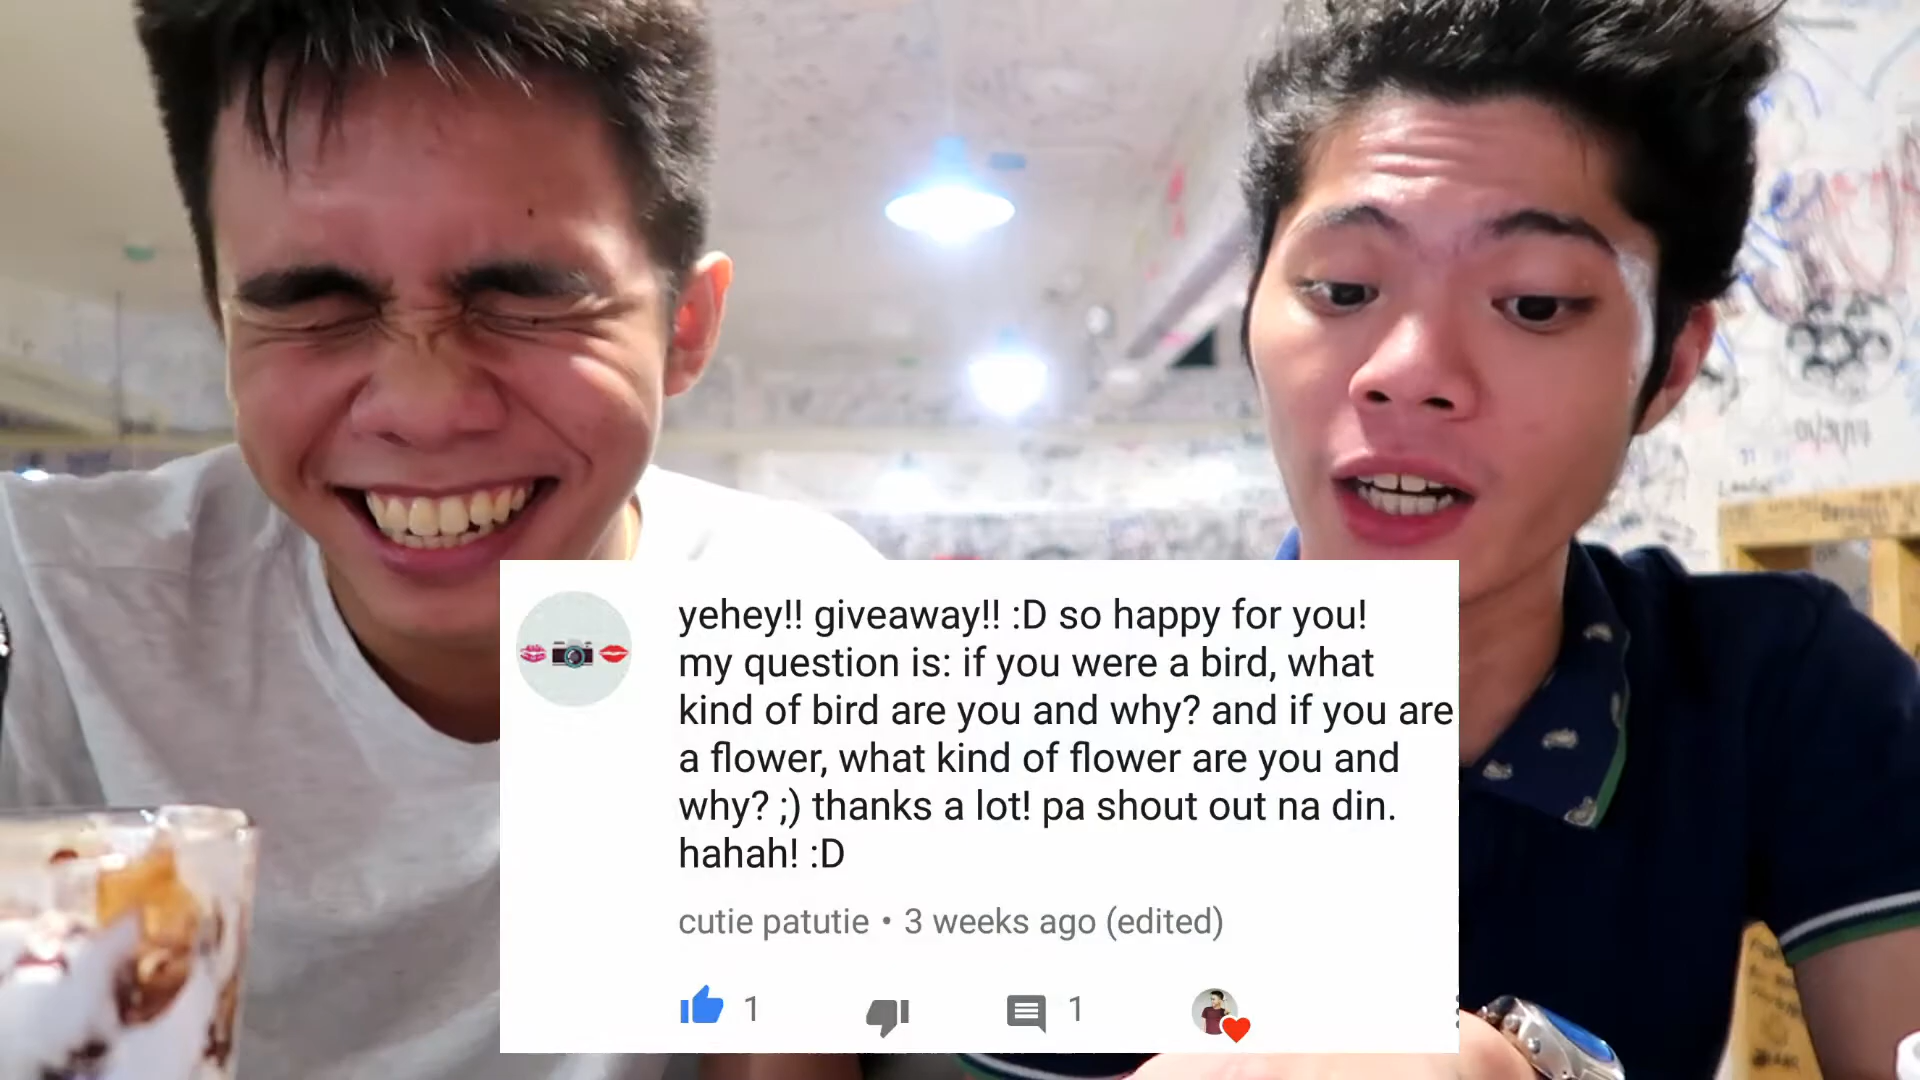 yehey!! giveaway!! :D so happy for you!
my question is: if you were a bird, what
kind of bird are you and why? and if you are
a flower, what kind of flower are you and
why? ;) thanks a lot! pa shout out na din.
hahah! :D
cutie patutie • 3 weeks ago (edited)
1
1